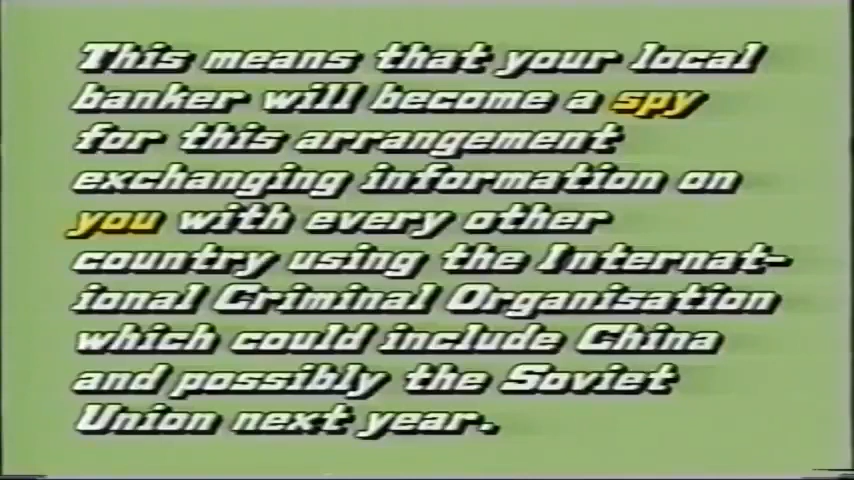 This means that your local
banker will become a spy
for this arrangement
exchanging information on
you with every other
country using the Internat-
ional Criminal Organisation
which could include China
and possibly the Soviet
Union next year.